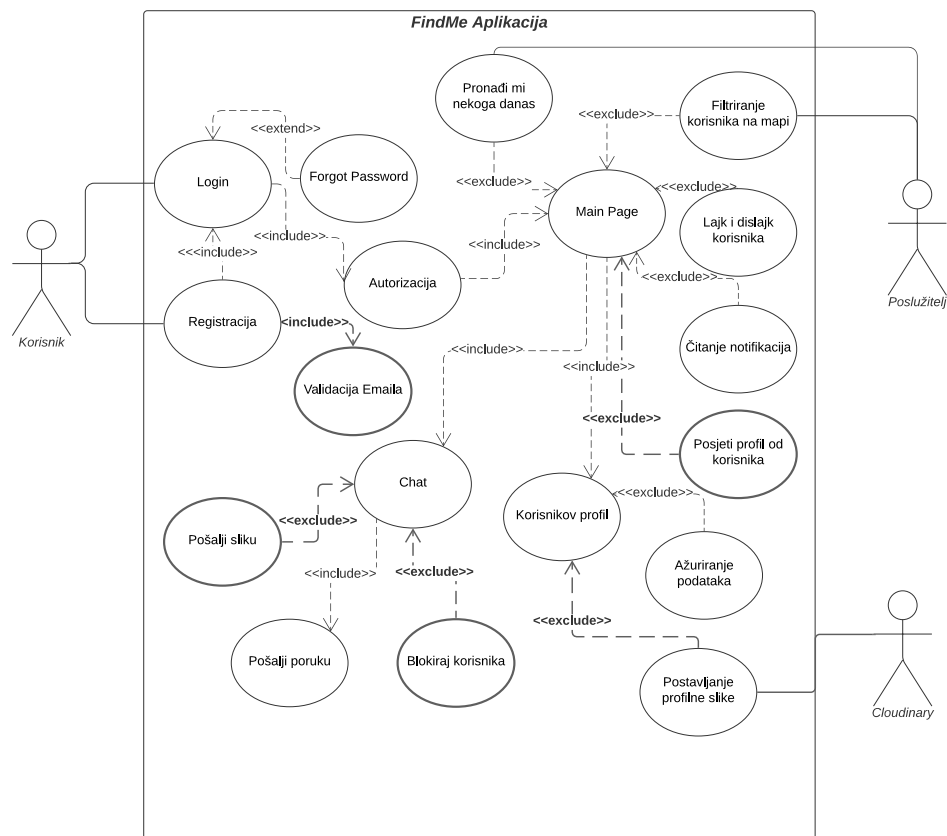 FindMe Aplikacija
Pronađi mi
nekoga danas
Filtriranje
korisnika na mapi
<<exclude>>
<<extend>>
Login
Forgot Password
<<exclude>>
<<exclude>>
Main Page
Lajk i dislajk
korisnika
<<include>>
<<include>>
<<<include>>
<<exclude>>
Autorizacija
Korisnik
Poslužitelj
Registracija
<include>>
Čitanje notifikacija
<<include>>
<<include>>
Validacija Emaila
<<exclude>>
Posjeti profil od
korisnika
Chat
<<exclude>>
Korisnikov profil
<<exclude>>
Pošalji sliku
<<include>>
<<exclude>>
Ažuriranje
podataka
<<exclude>>
Pošalji poruku
Blokiraj korisnika
Postavljanje
profilne slike
Cloudinary